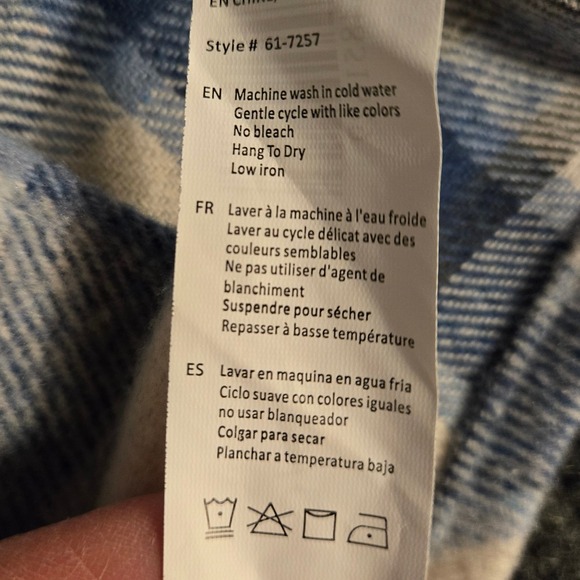 EN CHINE,
Style # 61-7257
EN Machine wash in cold water
Gentle cycle with like colors
No bleach
Hang To Dry
Low iron
FR Laver à la machine à l'eau froide
Laver au cycle délicat avec des
couleurs semblables
Ne pas utiliser d'agent de
blanchiment
Suspendre pour sécher
Repasser à basse température
ES Lavar en maquina en agua fria
Ciclo suave con colores iguales
no usar blanqueador
Colgar para secar
Planchar a temperatura baja